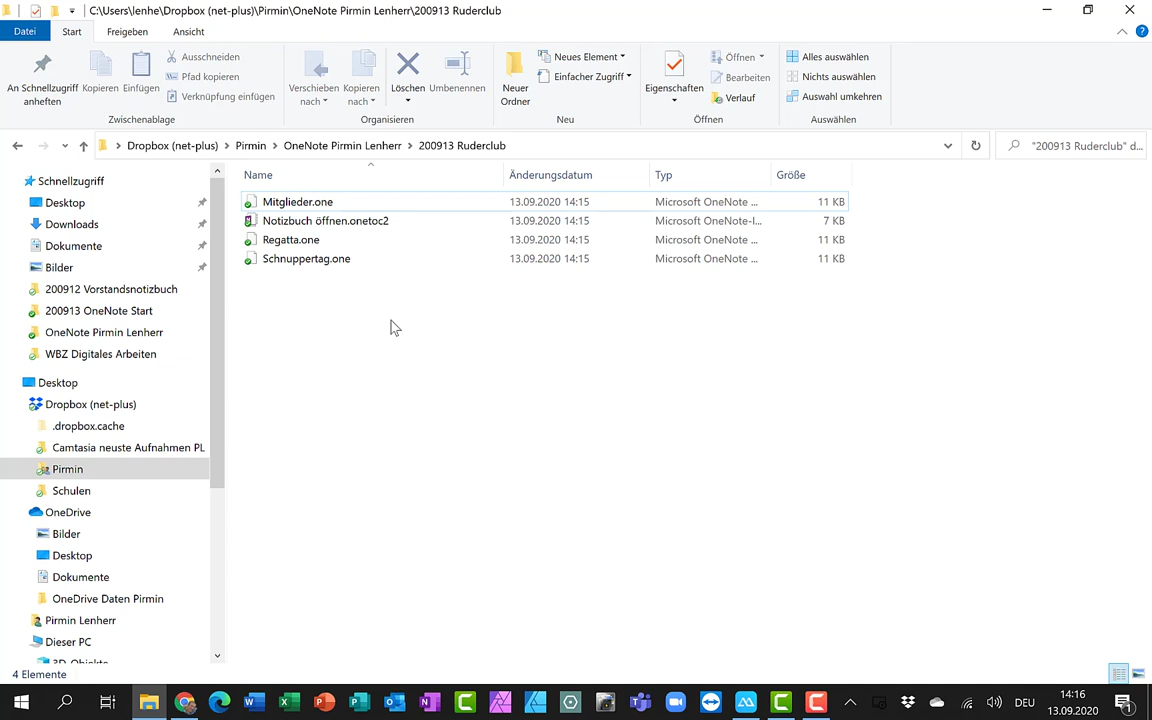 C:\Users\lenhe\Dropbox (net-plus)\Pirmin\OneNote Pirmin Lenherr\200913 Ruderclub
Datei Start Freigeben Ansicht
An Schnellzugriff anheften
Kopieren
Einfügen
Ausschneiden
Pfad kopieren
Verknüpfung einfügen
Zwischenablage
Verschieben nach
Kopieren nach
Löschen
Umbenennen
Organisieren
Neuer Ordner
Neues Element
Einfacher Zugriff
Neu
Eigenschaften
Öffnen
Bearbeiten
Verlauf
Öffnen
Alles auswählen
Nichts auswählen
Auswahl umkehren
Auswählen
Dropbox (net-plus) > Pirmin > OneNote Pirmin Lenherr > 200913 Ruderclub
"200913 Ruderclub" d...
Name Änderungsdatum Typ Größe
Mitglieder.one 13.09.2020 14:15 Microsoft OneNote ... 11 KB
Notizbuch öffnen.onetoc2 13.09.2020 14:15 Microsoft OneNote-I... 7 KB
Regatta.one 13.09.2020 14:15 Microsoft OneNote ... 11 KB
Schnuppertag.one 13.09.2020 14:15 Microsoft OneNote ... 11 KB
Schnellzugriff
Desktop
Downloads
Dokumente
Bilder
200912 Vorstandsnotizbuch
200913 OneNote Start
OneNote Pirmin Lenherr
WBZ Digitales Arbeiten
Desktop
Dropbox (net-plus)
.dropbox.cache
Camtasia neuste Aufnahmen PL
Pirmin
Schulen
OneDrive
Bilder
Desktop
Dokumente
OneDrive Daten Pirmin
Pirmin Lenherr
Dieser PC
3D-Objekte
4 Elemente
DEU
14:16
13.09.2020
1